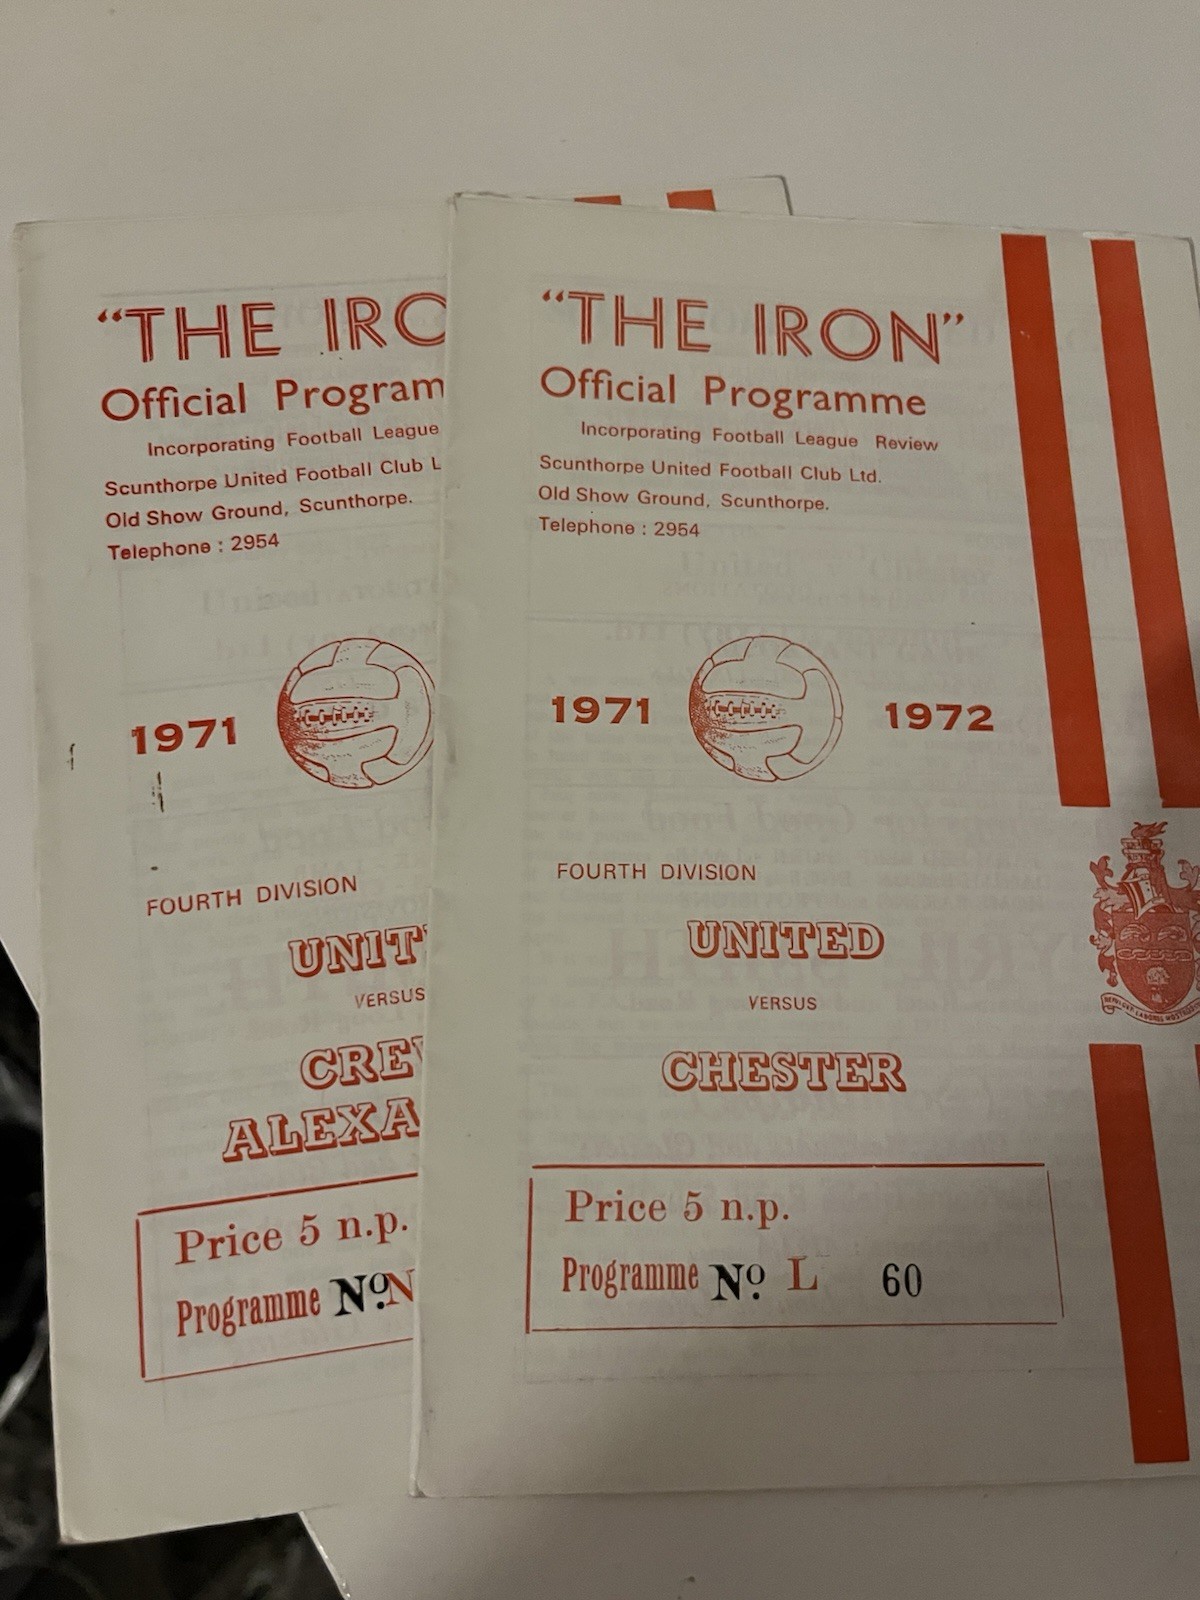 "THE IRO
Official Program
Incorporating Football League
Scunthorpe United Football Club L
Old Show Ground, Scunthorpe.
Telephone : 2954
1971
FOURTH DIVISION
UNIT
VERSUS
CREW
ALEXA
Price 5 n.p.
Programme No. N
"THE IRON"
Official Programme
Incorporating Football League Review
Scunthorpe United Football Club Ltd.
Old Show Ground, Scunthorpe.
Telephone : 2954
1971 1972
FOURTH DIVISION
UNITED
VERSUS
CHESTER
Price 5 n.p.
Programme No. L 60